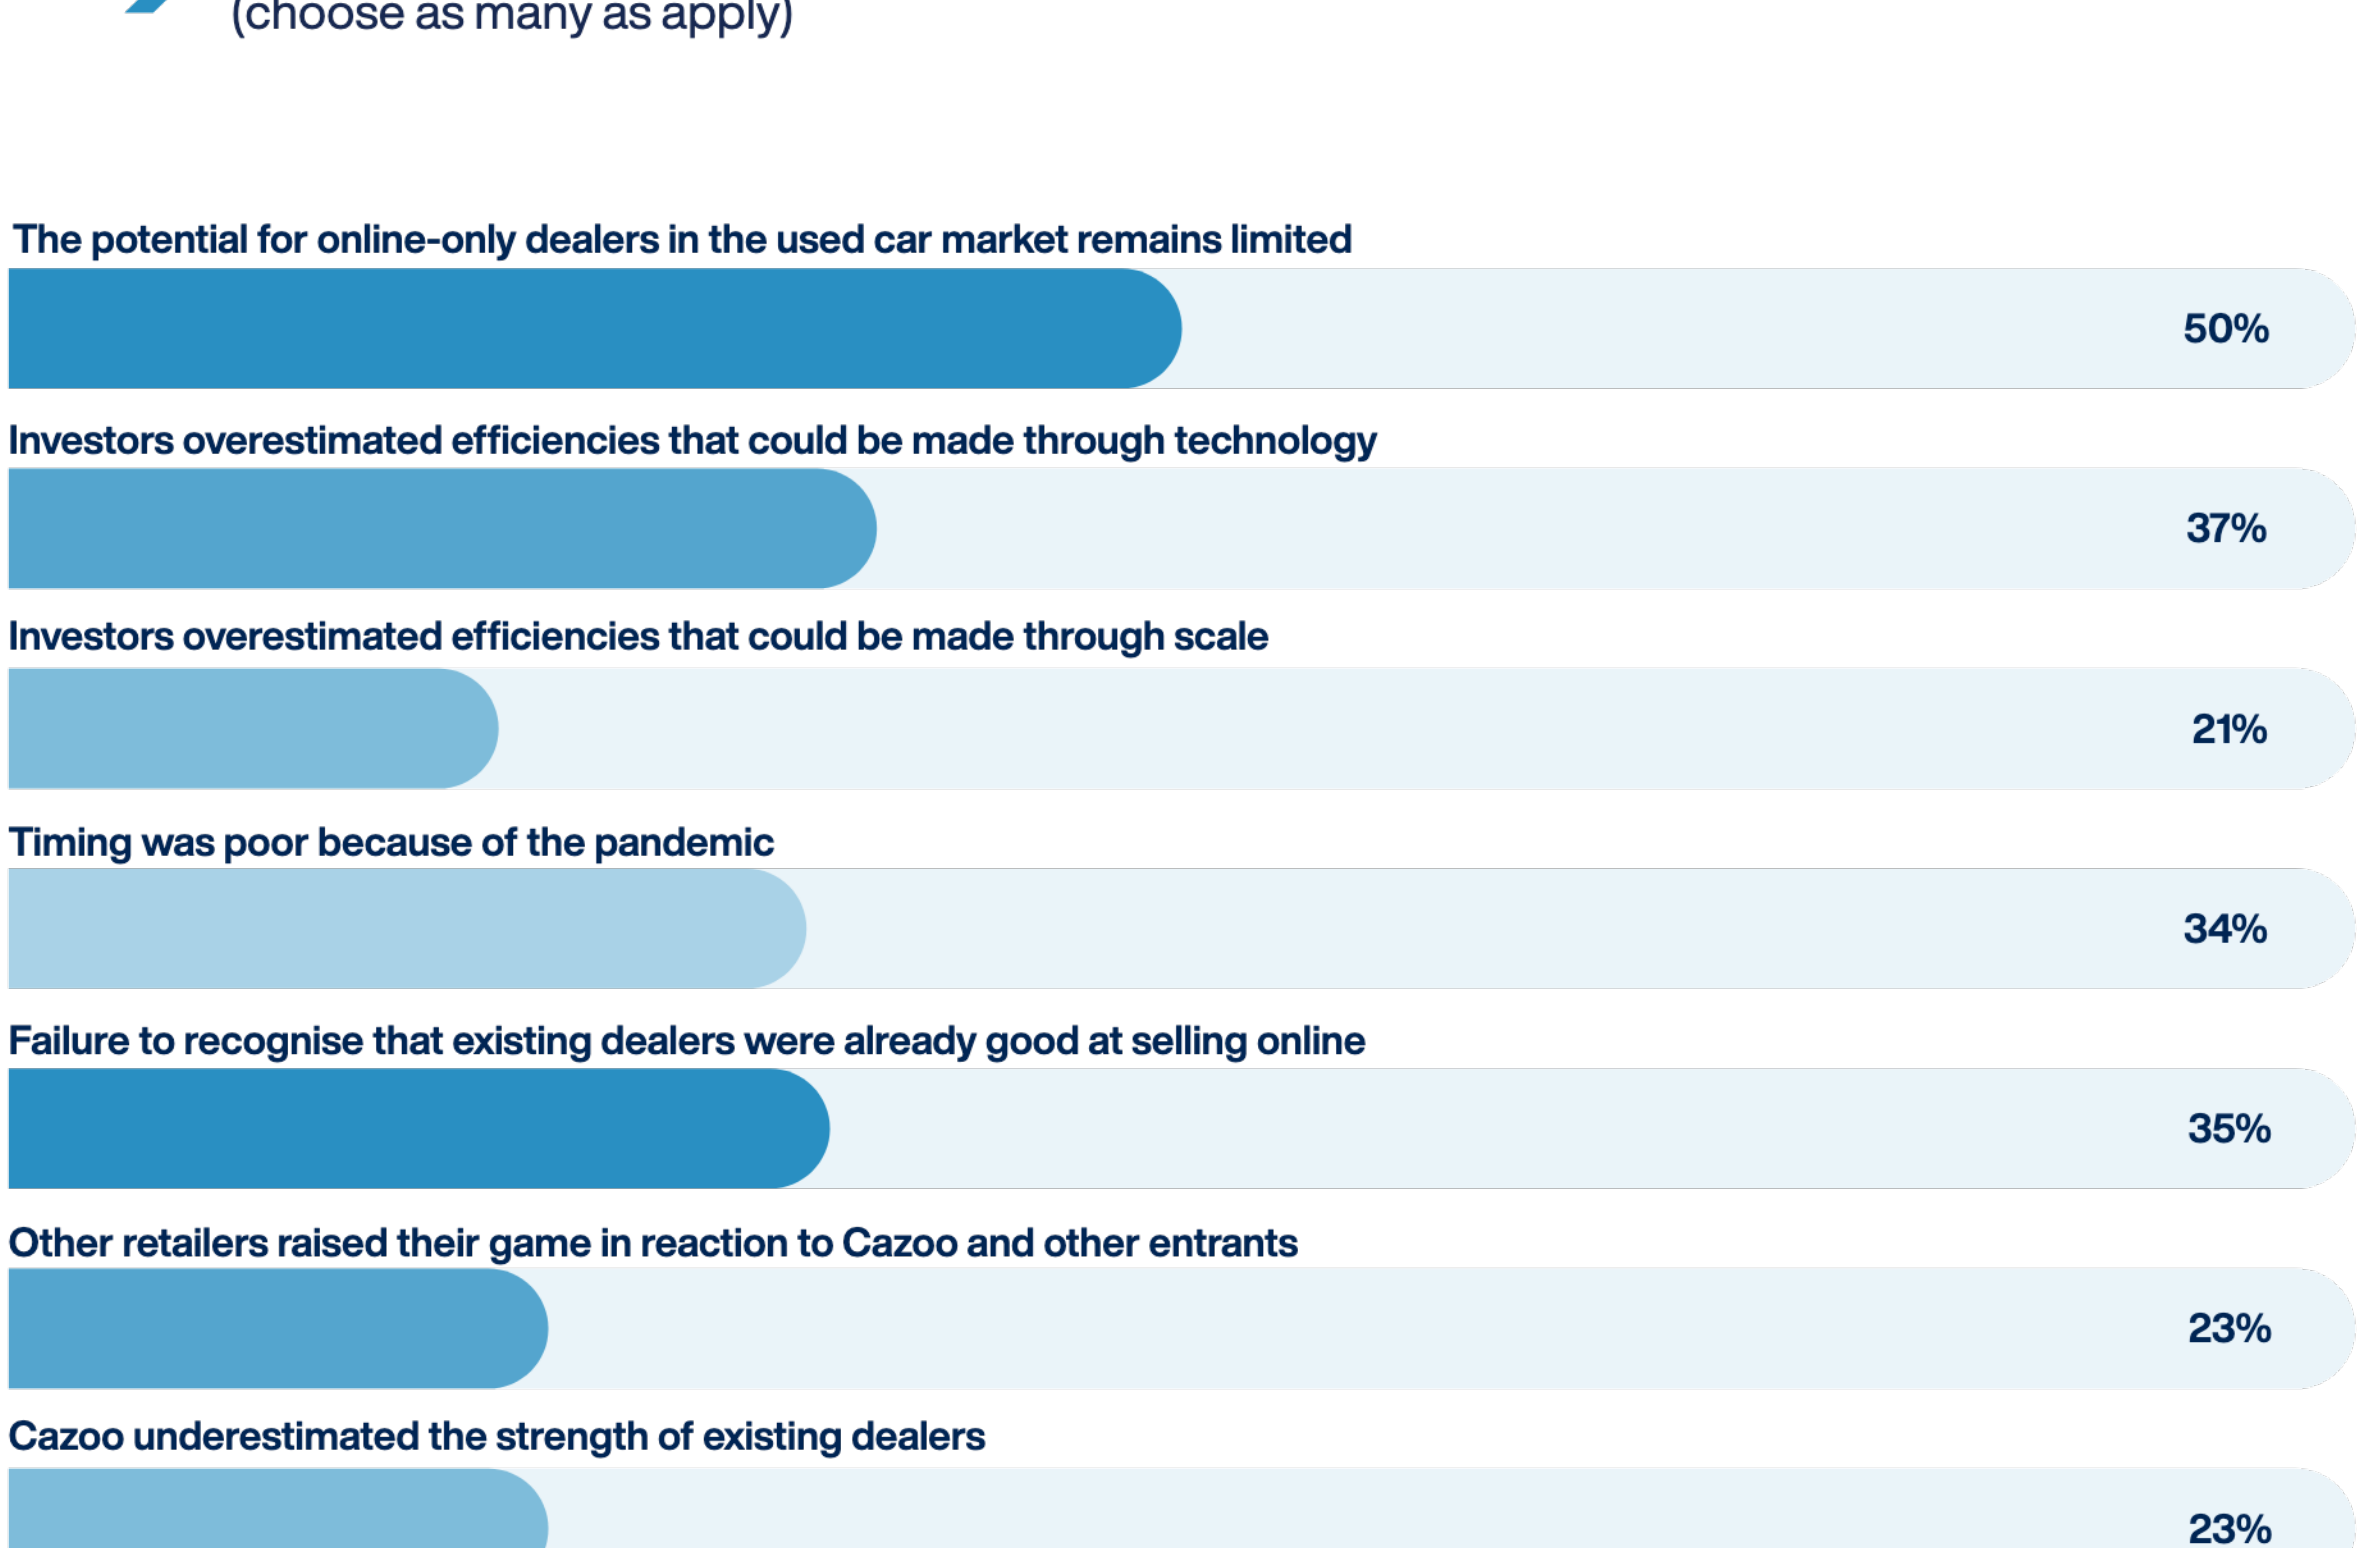 (choose as many as apply)
The potential for online-only dealers in the used car market remains limited
50%
Investors overestimated efficiencies that could be made through technology
37%
Investors overestimated efficiencies that could be made through scale
21%
Timing was poor because of the pandemic
34%
Failure to recognise that existing dealers were already good at selling online
35%
Other retailers raised their game in reaction to Cazoo and other entrants
23%
Cazoo underestimated the strength of existing dealers
23%